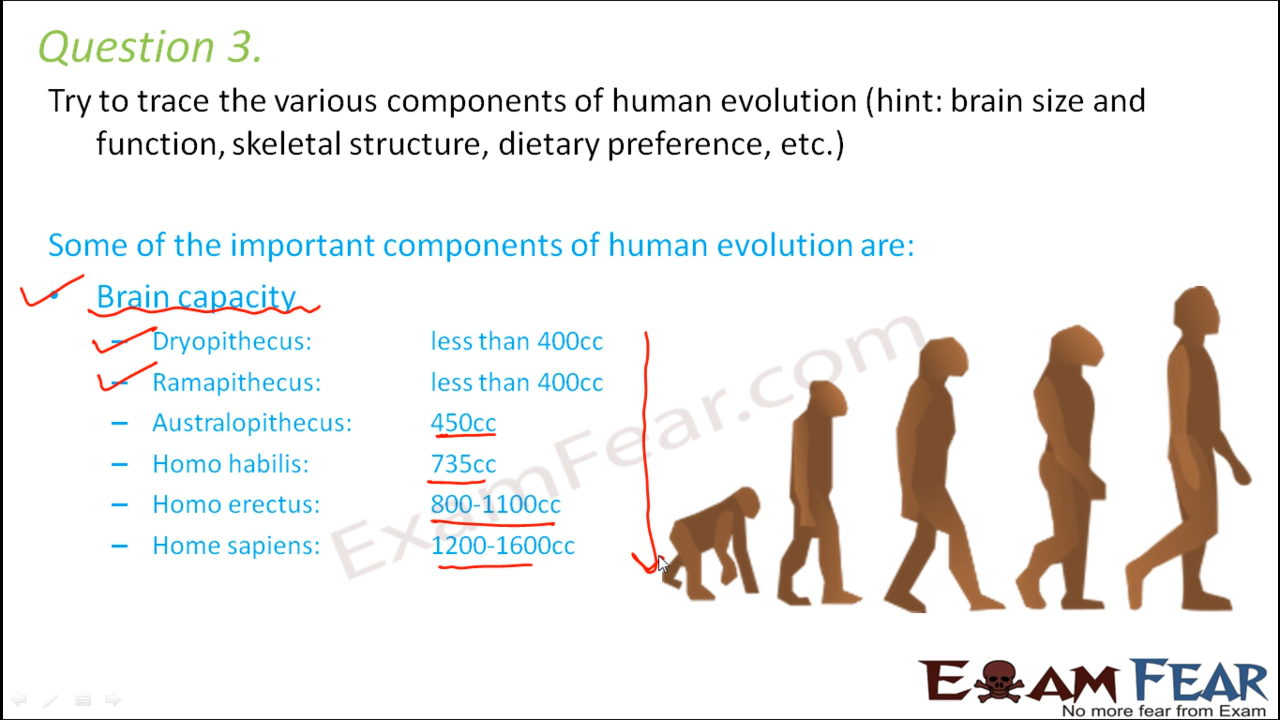 Question 3.
Try to trace the various components of human evolution (hint: brain size and
function, skeletal structure, dietary preference, etc.)
Some of the important components of human evolution are:
• Brain capacity
– Dryopithecus: less than 400cc
– Ramapithecus: less than 400cc
– Australopithecus: 450cc
– Homo habilis: 735cc
– Homo erectus: 800-1100cc
– Home sapiens: 1200-1600cc
ExamFear.com
EXAM FEAR
No more fear from Exam